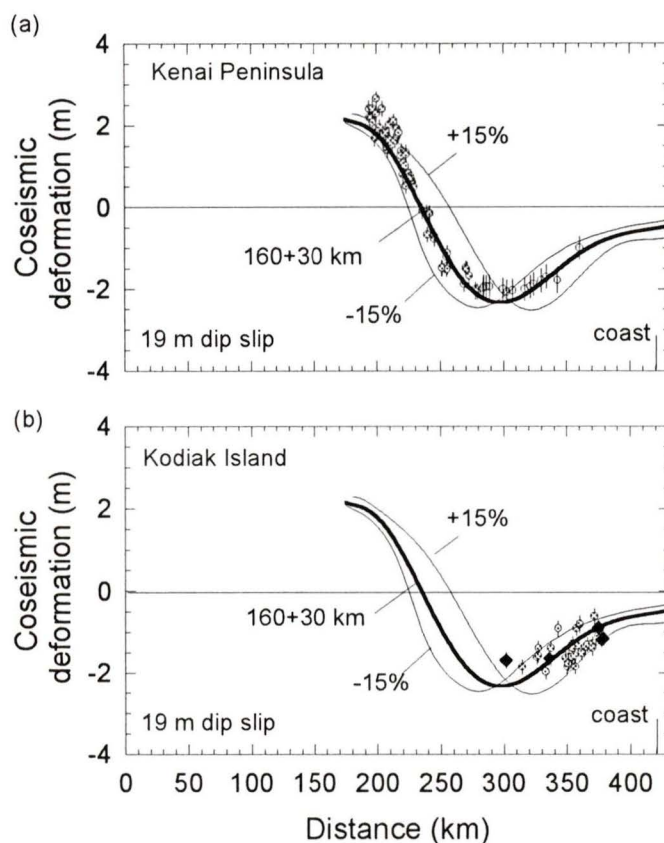 (a)
4
Kenai Peninsula
2
+15%
0
160+30 km
-2
-15%
19 m dip slip
coast
-4
Coseismic
deformation (m)
(b)
4
Kodiak Island
2
+15%
0
160+30 km
-2
-15%
19 m dip slip
coast
-4
Coseismic
deformation (m)
0 50 100 150 200 250 300 350 400
Distance (km)